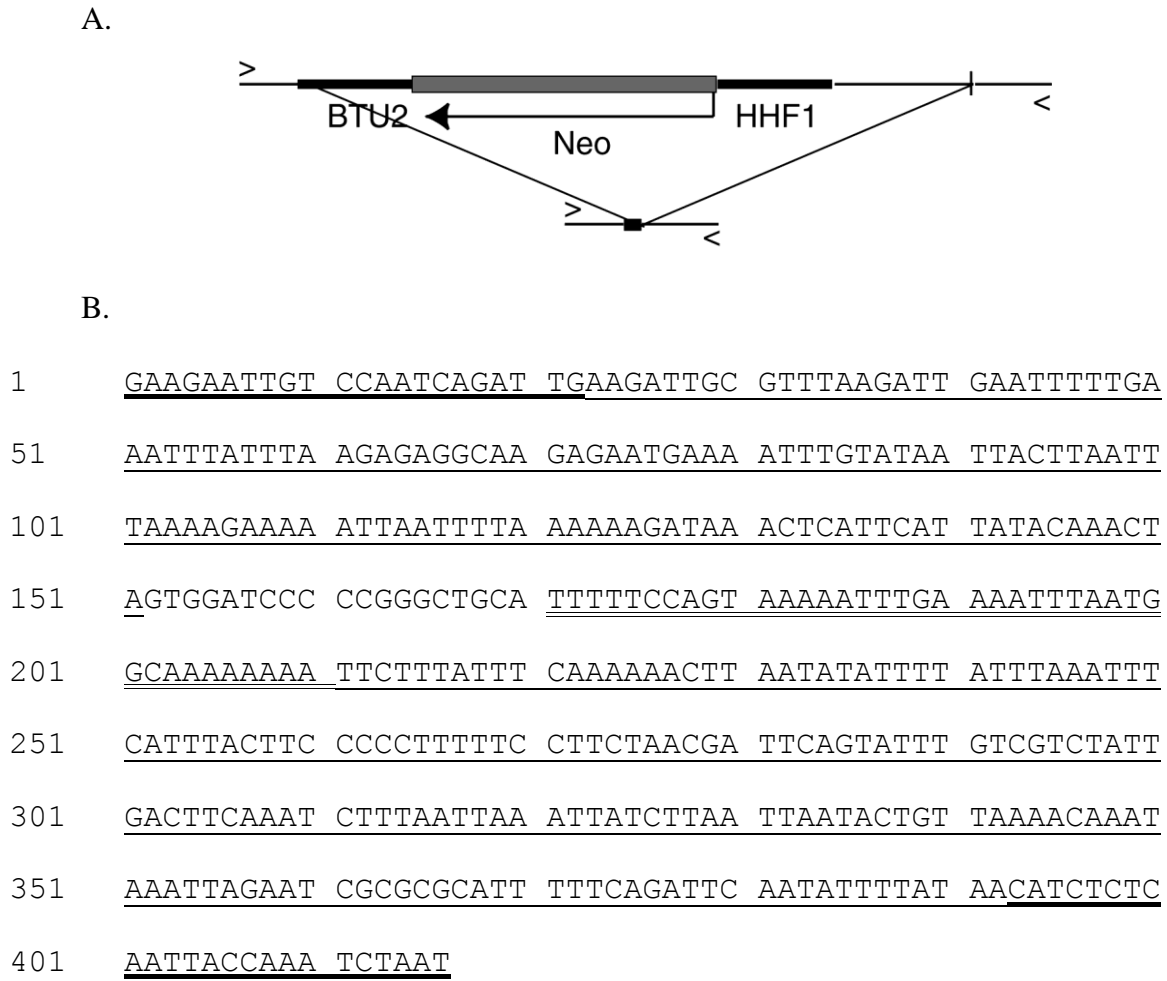 A.
>
BTU2
HHF1
<
Neo
>
<
B.
1 GAAGAATTGT CCAATCAGAT TGAAGATTGC GTTTAAGATT GAATTTTTGA
51 AATTTATTTA AGAGAGGCAA GAGAATGAAA ATTTGTATAA TTACTTAATT
101 TAAAAGAAAA ATTAATTTTA AAAAAGATAA ACTCATTCAT TATACAAACT
151 AGTGGATCCC CCGGGCTGCA TTTTTCCAGT AAAAATTTGA AAATTTAATG
201 GCAAAAAAAA TTCTTTATTT CAAAAAACTT AATATATTTT ATTTAAATTT
251 CATTTACTTC CCCCTTTTTC CTTCTAACGA TTCAGTATTT GTCGTCTATT
301 GACTTCAAAT CTTTAATTAA ATTATCTTAA TTAATACTGT TAAAACAAAT
351 AAATTAGAAT CGCGCGCATT TTTCAGATTC AATATTTTAT AACATCTCTC
401 AATTACCAAA TCTAAT